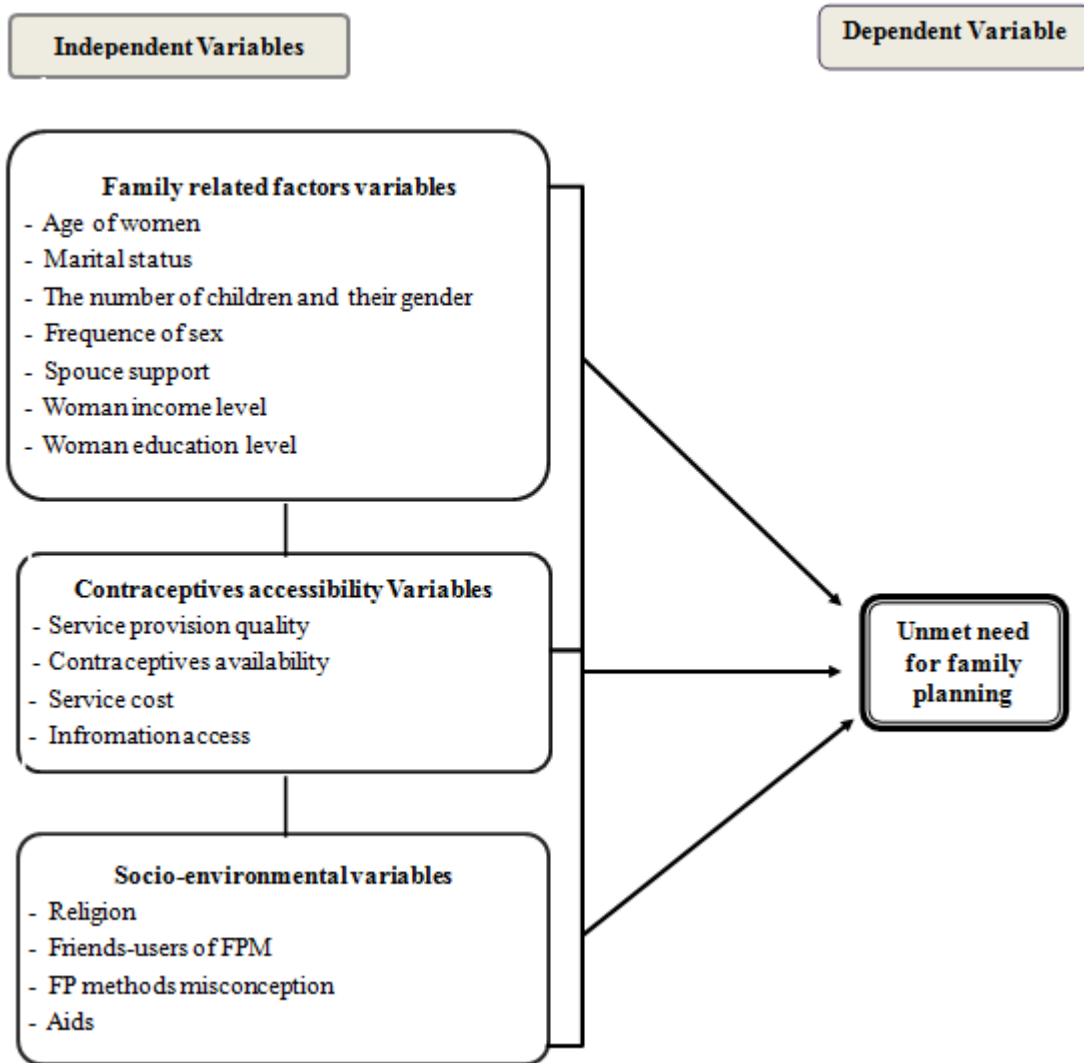 Independent Variables
Dependent Variable
Family related factors variables
- Age of women
- Marital status
- The number of children and their gender
- Frequence of sex
- Spouce support
- Woman income level
- Woman education level
Contraceptives accessibility Variables
- Service provision quality
- Contraceptives availability
- Service cost
- Infromation access
Socio-environmental variables
- Religion
- Friends-users of FPM
- FP methods misconception
- Aids
Unmet need
for family
planning